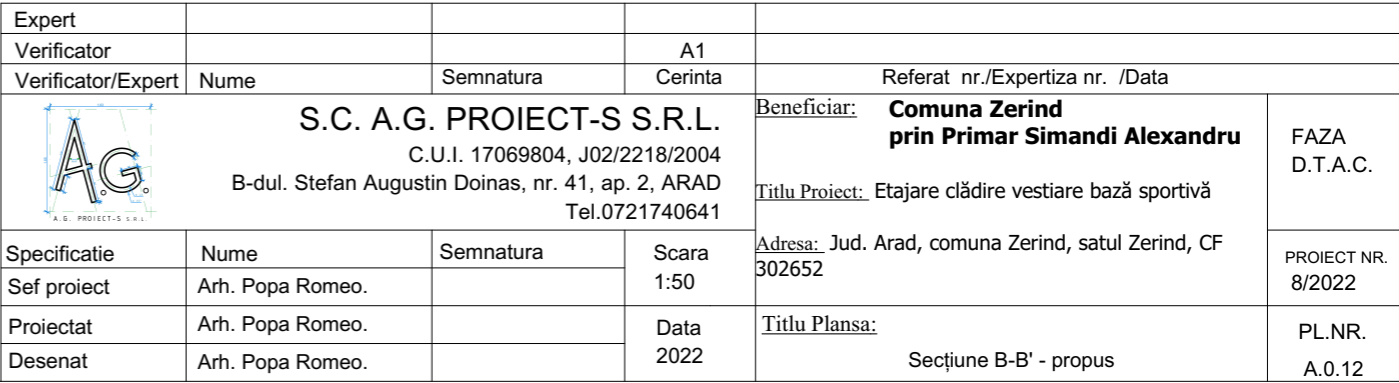 Expert
Verificator A1
Verificator/Expert Nume Semnatura Cerinta Referat nr./Expertiza nr. /Data
A.G.
A.G. PROIECT-S S.R.L.
S.C. A.G. PROIECT-S S.R.L.
C.U.I. 17069804, J02/2218/2004
B-dul. Stefan Augustin Doinas, nr. 41, ap. 2, ARAD
Tel.0721740641
Beneficiar: Comuna Zerind
prin Primar Simandi Alexandru
Titlu Proiect: Etajare clădire vestiare bază sportivă
Adresa: Jud. Arad, comuna Zerind, satul Zerind, CF
302652
FAZA
D.T.A.C.
PROIECT NR.
8/2022
Specificatie Nume Semnatura Scara
1:50
Sef proiect Arh. Popa Romeo.
Proiectat Arh. Popa Romeo.
Desenat Arh. Popa Romeo.
Data
2022
Titlu Plansa:
Secțiune B-B' - propus
PL.NR.
A.0.12